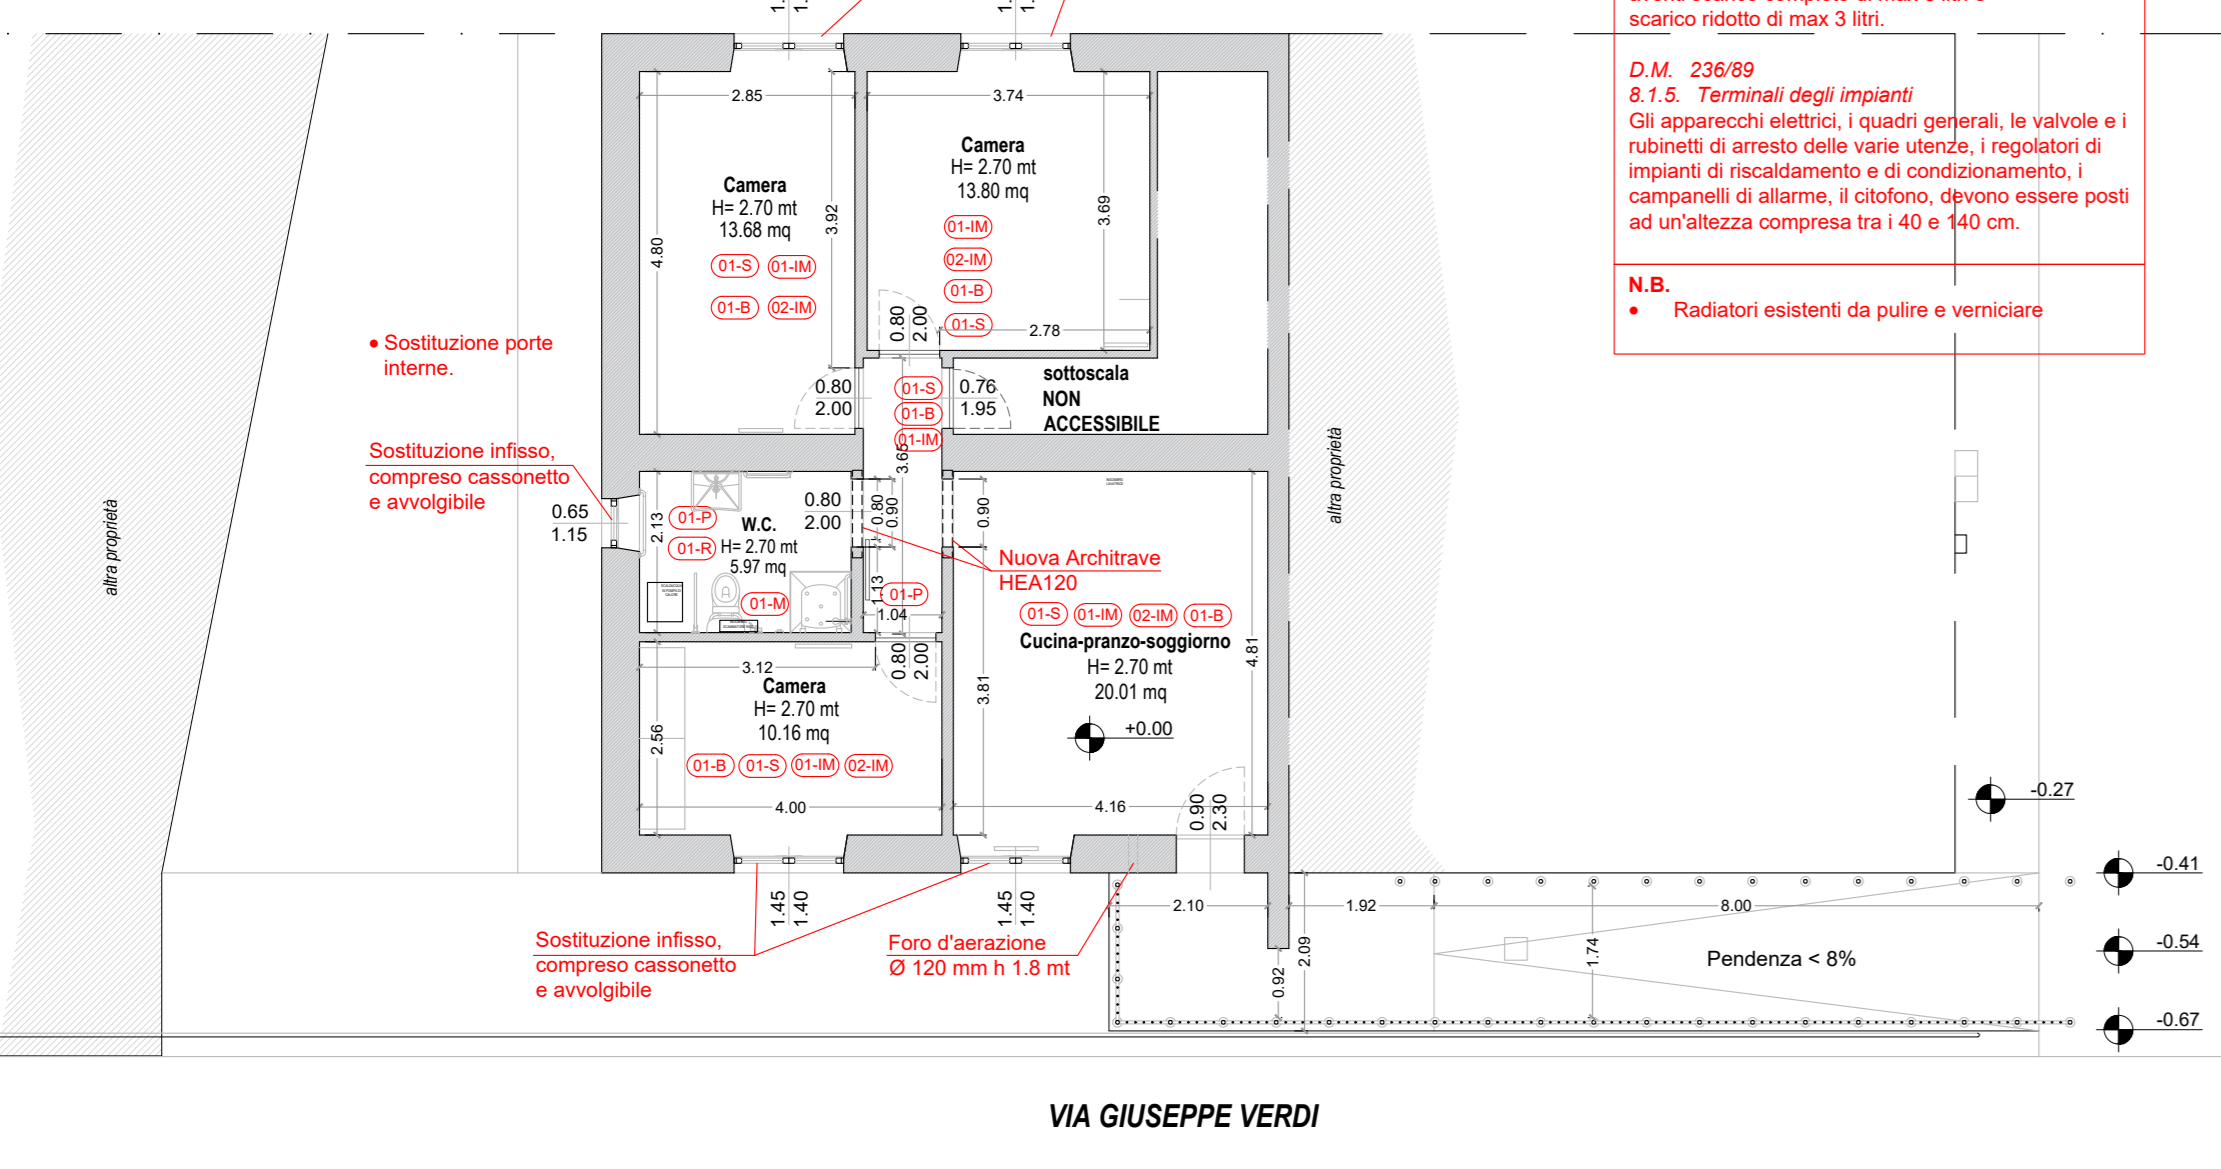 scarico ridotto di max 3 litri.
D.M. 236/89
8.1.5. Terminali degli impianti
Gli apparecchi elettrici, i quadri generali, le valvole e i
rubinetti di arresto delle varie utenze, i regolatori di
impianti di riscaldamento e di condizionamento, i
campanelli di allarme, il citofono, devono essere posti
ad un'altezza compresa tra i 40 e 140 cm.
N.B.
• Radiatori esistenti da pulire e verniciare
2.85
3.74
4.80
3.92
3.69
Camera
H= 2.70 mt
13.68 mq
01-S 01-IM
01-B 02-IM
Camera
H= 2.70 mt
13.80 mq
01-IM
02-IM
01-B
01-S
0.80
2.00
2.78
• Sostituzione porte
interne.
0.80
2.00
01-S
01-B
01-IM
3.65
0.76
1.95
sottoscala
NON
ACCESSIBILE
altra proprietà
altra proprietà
Sostituzione infisso,
compreso cassonetto
e avvolgibile
0.65
1.15
2.13
01-P
01-R
W.C.
H= 2.70 mt
5.97 mq
01-M
0.80
2.00
0.80
0.90
0.90
1.13
01-P
1.04
Nuova Architrave
HEA120
01-S 01-IM 02-IM 01-B
Cucina-pranzo-soggiorno
H= 2.70 mt
20.01 mq
4.81
3.81
+0.00
3.12
0.80
2.00
Camera
H= 2.70 mt
10.16 mq
2.56
01-B 01-S 01-IM 02-IM
4.00
4.16
0.90
2.30
-0.27
-0.41
-0.54
-0.67
1.45
1.40
1.45
1.40
Sostituzione infisso,
compreso cassonetto
e avvolgibile
Foro d'aerazione
Ø 120 mm h 1.8 mt
2.10
1.92
8.00
2.09
0.92
1.74
Pendenza < 8%
VIA GIUSEPPE VERDI